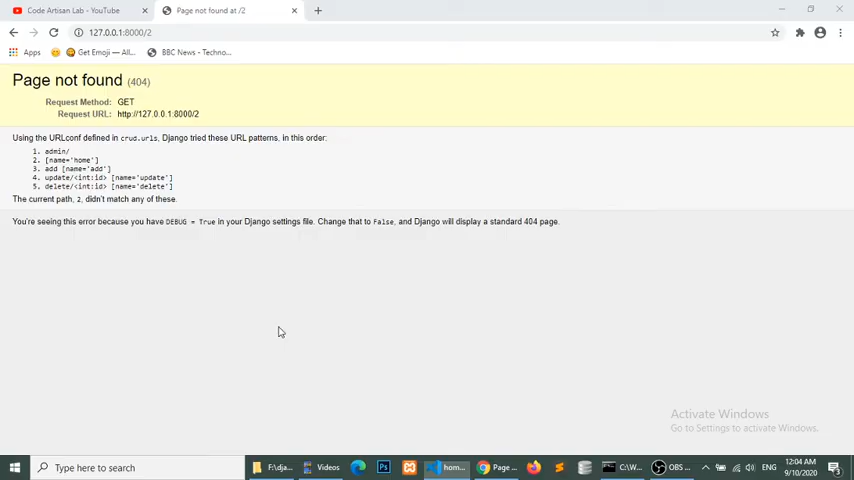 Code Artisan Lab - YouTube
Page not found at /2
127.0.0.1:8000/2
Apps
Get Emoji — All...
BBC News - Techno...
Page not found (404)
Request Method: GET
Request URL: http://127.0.0.1:8000/2
Using the URLconf defined in crud.urls, Django tried these URL patterns, in this order:
1. admin/
2. [name='home']
3. add [name='add']
4. update/<int:id> [name='update']
5. delete/<int:id> [name='delete']
The current path, 2, didn't match any of these.
You're seeing this error because you have DEBUG = True in your Django settings file. Change that to False, and Django will display a standard 404 page.
Activate Windows
Go to Settings to activate Windows.
Type here to search
F:\dja...
Videos
hom...
Page ...
C:\W...
OBS ...
ENG
12:04 AM
9/10/2020